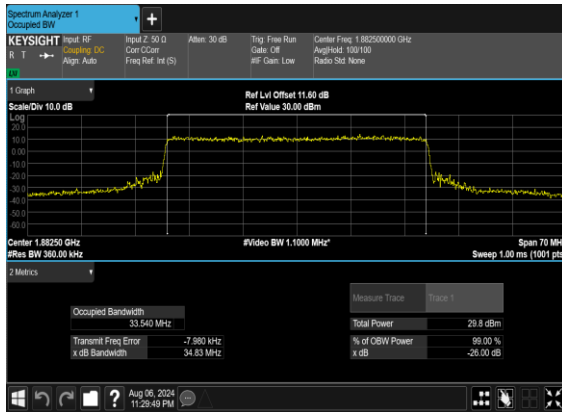 Spectrum Analyzer 1
Occupied BW
KEYSIGHT
R T
LXI
Input: RF
Coupling: DC
Align: Auto
Input Z: 50 Ω
Corr CCorr
Freq Ref: Int (S)
Atten: 30 dB
Trig: Free Run
Gate: Off
#IF Gain: Low
Center Freq: 1.882500000 GHz
Avg|Hold: 100/100
Radio Std: None
1 Graph
Scale/Div 10.0 dB
Ref Lvl Offset 11.60 dB
Ref Value 30.00 dBm
Log
20.0
10.0
0.00
-10.0
-20.0
-30.0
-40.0
-50.0
-60.0
Center 1.88250 GHz
#Video BW 1.1000 MHz*
Span 70 MH
#Res BW 360.00 kHz
Sweep 1.00 ms (1001 pts
2 Metrics
Measure Trace Trace 1
Occupied Bandwidth
33.540 MHz
Total Power 29.8 dBm
Transmit Freq Error -7.980 kHz
% of OBW Power 99.00 %
x dB Bandwidth 34.83 MHz
x dB -26.00 dB
?
Aug 06, 2024
11:29:49 PM